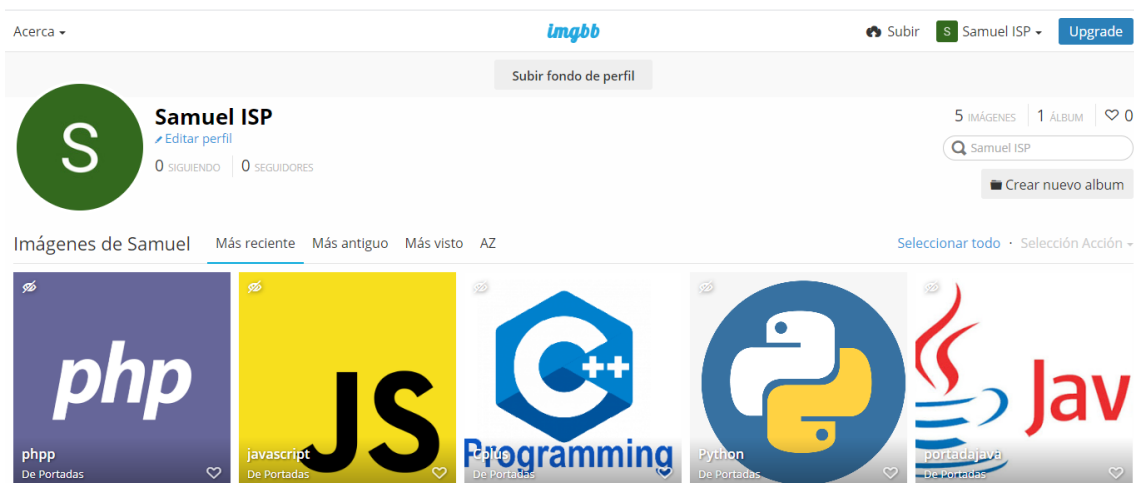 Acerca
imgbb
Subir
S Samuel ISP
Upgrade
Subir fondo de perfil
S
Samuel ISP
Editar perfil
0 SIGUIENDO 0 SEGUIDORES
5 IMÁGENES 1 ÁLBUM 0
Samuel ISP
Crear nuevo album
Imágenes de Samuel Más reciente Más antiguo Más visto AZ
Seleccionar todo · Selección Acción
php
phpp
De Portadas
JS
javascript
De Portadas
C++
Programming
Cplus
De Portadas
Python
De Portadas
Jav
portadajava
De Portadas